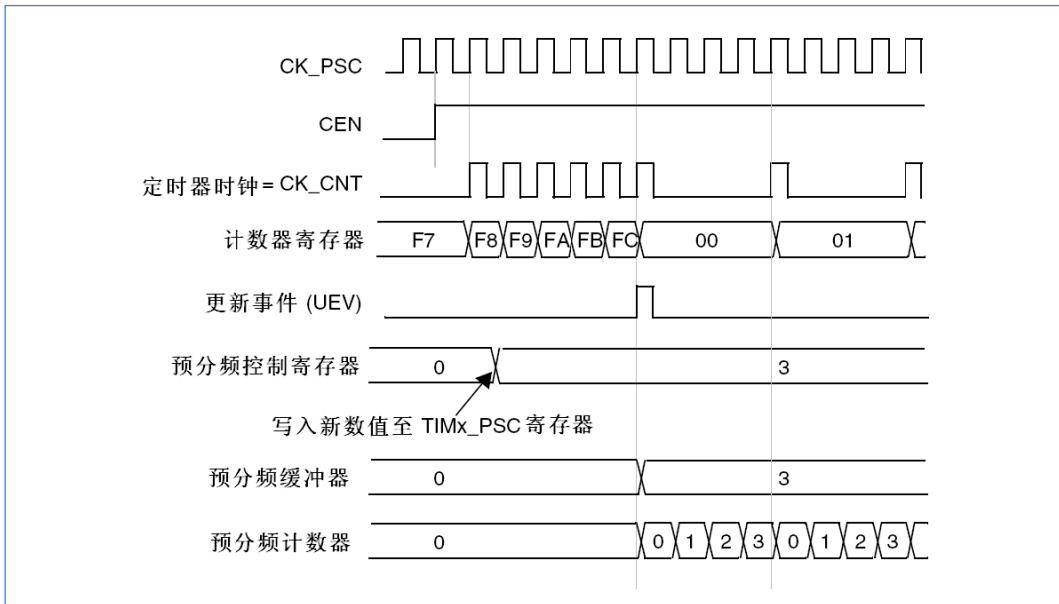 CK_PSC
CEN
定时器时钟= CK_CNT
计数器寄存器 F7 F8 F9 FA FB FC 00 01
更新事件 (UEV)
预分频控制寄存器 0 3
写入新数值至 TIMx_PSC 寄存器
预分频缓冲器 0 3
预分频计数器 0 0 1 2 3 0 1 2 3